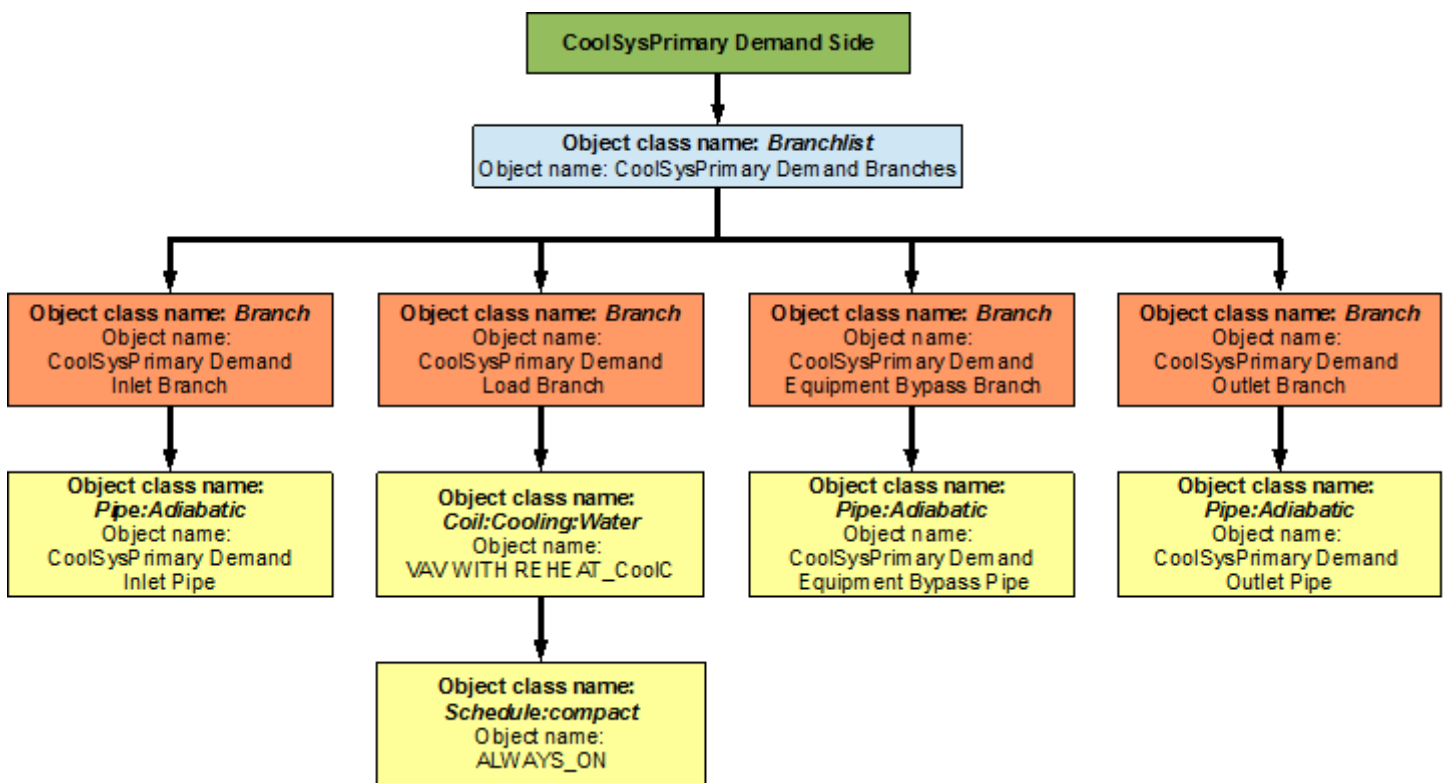 CoolSysPrimary Demand Side
Object class name: Branchlist
Object name: CoolSysPrimary Demand Branches
Object class name: Branch
Object name:
CoolSysPrimary Demand
Inlet Branch
Object class name: Branch
Object name:
CoolSysPrimary Demand
Load Branch
Object class name: Branch
Object name:
CoolSysPrimary Demand
Equipment Bypass Branch
Object class name: Branch
Object name:
CoolSysPrimary Demand
Outlet Branch
Object class name:
Pipe:Adiabatic
Object name:
CoolSysPrimary Demand
Inlet Pipe
Object class name:
Coil:Cooling:Water
Object name:
VAV WITH REHEAT_CoolC
Object class name:
Pipe:Adiabatic
Object name:
CoolSysPrimary Demand
Equipment Bypass Pipe
Object class name:
Pipe:Adiabatic
Object name:
CoolSysPrimary Demand
Outlet Pipe
Object class name:
Schedule:compact
Object name:
ALWAYS_ON